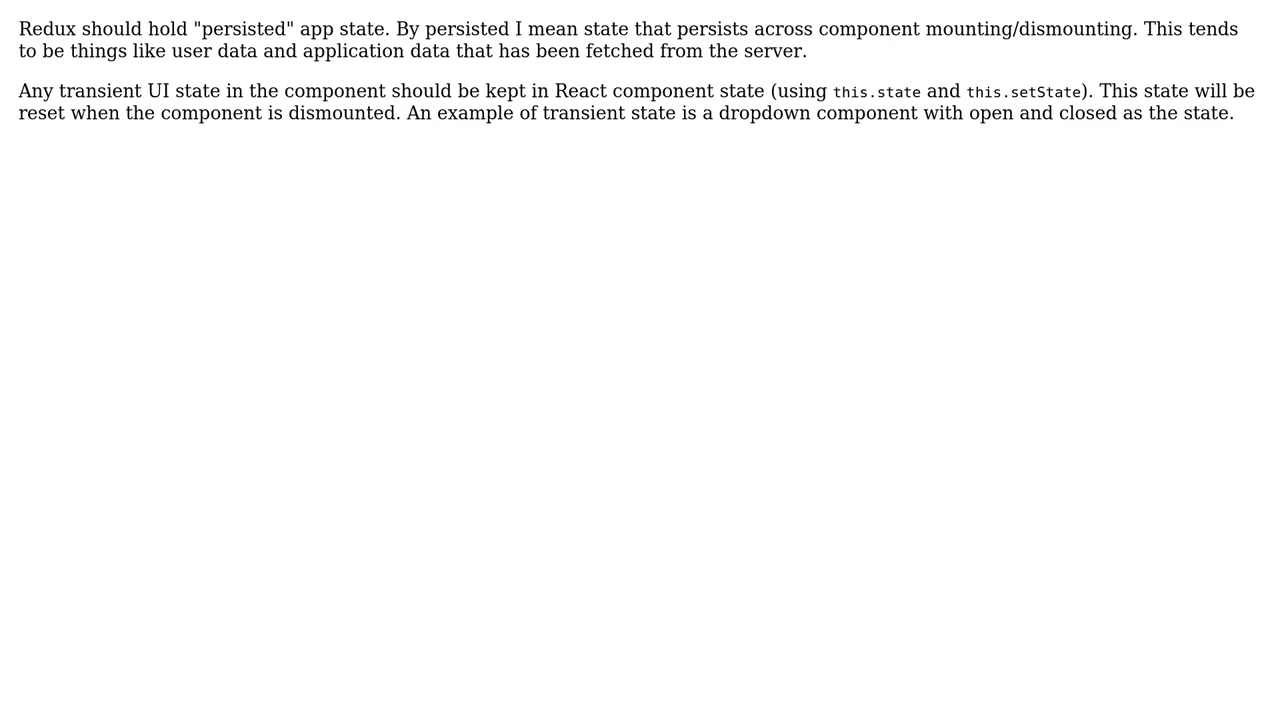 Redux should hold "persisted" app state. By persisted I mean state that persists across component mounting/dismounting. This tends
to be things like user data and application data that has been fetched from the server.
Any transient UI state in the component should be kept in React component state (using this.state and this.setState). This state will be
reset when the component is dismounted. An example of transient state is a dropdown component with open and closed as the state.